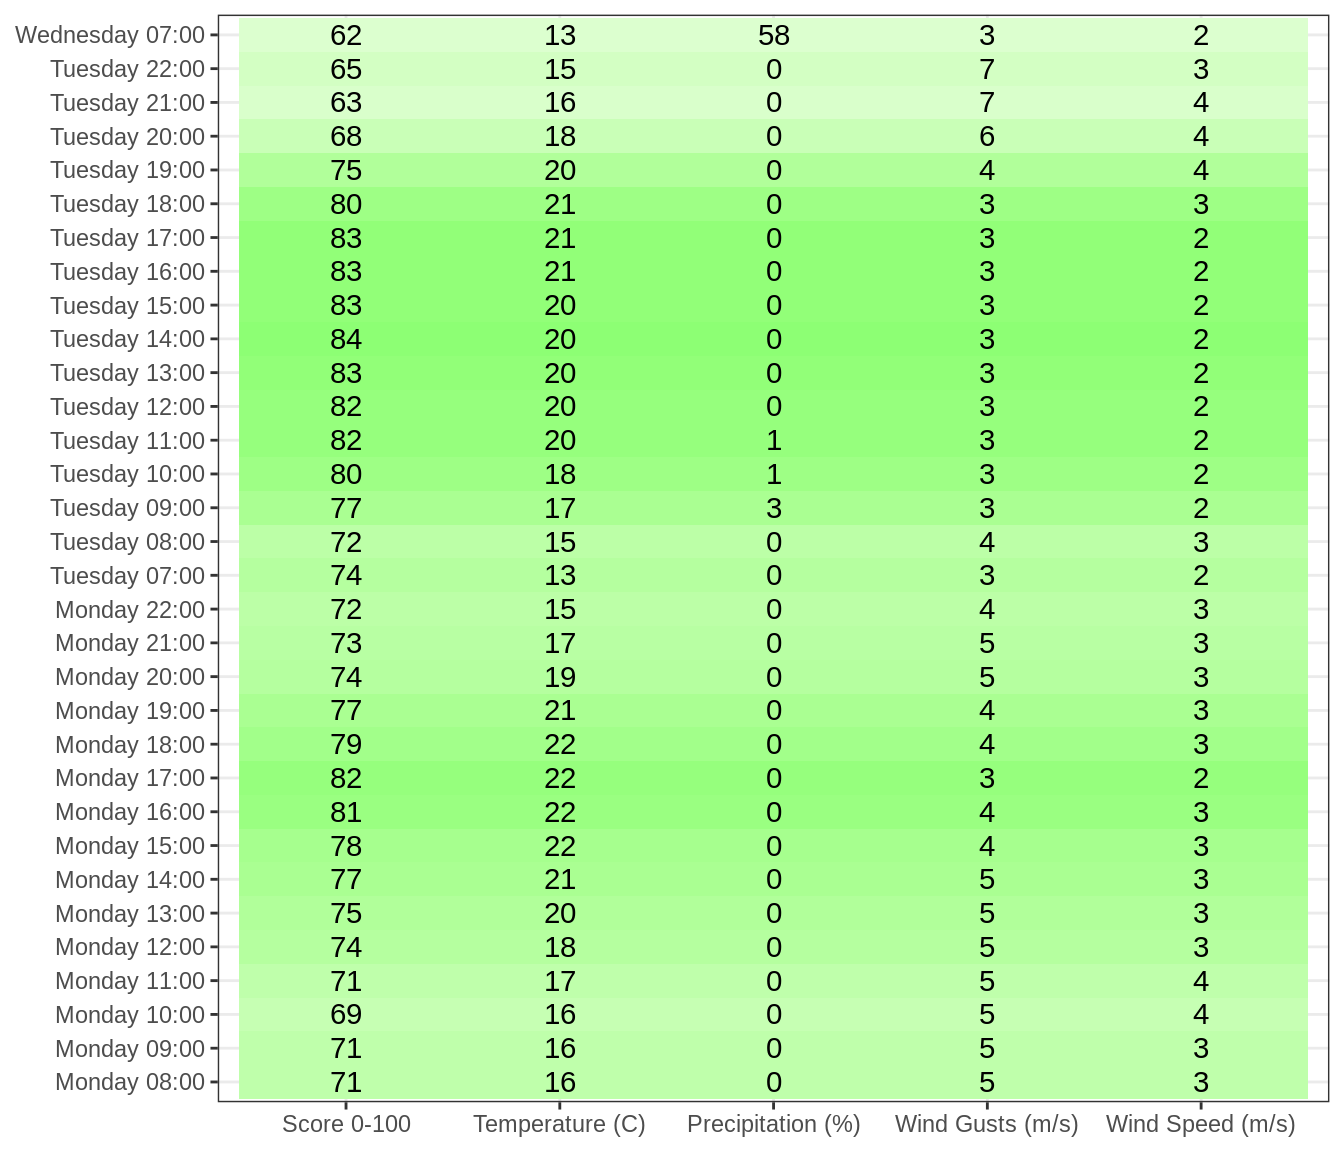 Wednesday 07:00 62 13 58 3 2
Tuesday 22:00 65 15 0 7 3
Tuesday 21:00 63 16 0 7 4
Tuesday 20:00 68 18 0 6 4
Tuesday 19:00 75 20 0 4 4
Tuesday 18:00 80 21 0 3 3
Tuesday 17:00 83 21 0 3 2
Tuesday 16:00 83 21 0 3 2
Tuesday 15:00 83 20 0 3 2
Tuesday 14:00 84 20 0 3 2
Tuesday 13:00 83 20 0 3 2
Tuesday 12:00 82 20 0 3 2
Tuesday 11:00 82 20 1 3 2
Tuesday 10:00 80 18 1 3 2
Tuesday 09:00 77 17 3 3 2
Tuesday 08:00 72 15 0 4 3
Tuesday 07:00 74 13 0 3 2
Monday 22:00 72 15 0 4 3
Monday 21:00 73 17 0 5 3
Monday 20:00 74 19 0 5 3
Monday 19:00 77 21 0 4 3
Monday 18:00 79 22 0 4 3
Monday 17:00 82 22 0 3 2
Monday 16:00 81 22 0 4 3
Monday 15:00 78 22 0 4 3
Monday 14:00 77 21 0 5 3
Monday 13:00 75 20 0 5 3
Monday 12:00 74 18 0 5 3
Monday 11:00 71 17 0 5 4
Monday 10:00 69 16 0 5 4
Monday 09:00 71 16 0 5 3
Monday 08:00 71 16 0 5 3
Score 0-100 Temperature (C) Precipitation (%) Wind Gusts (m/s) Wind Speed (m/s)